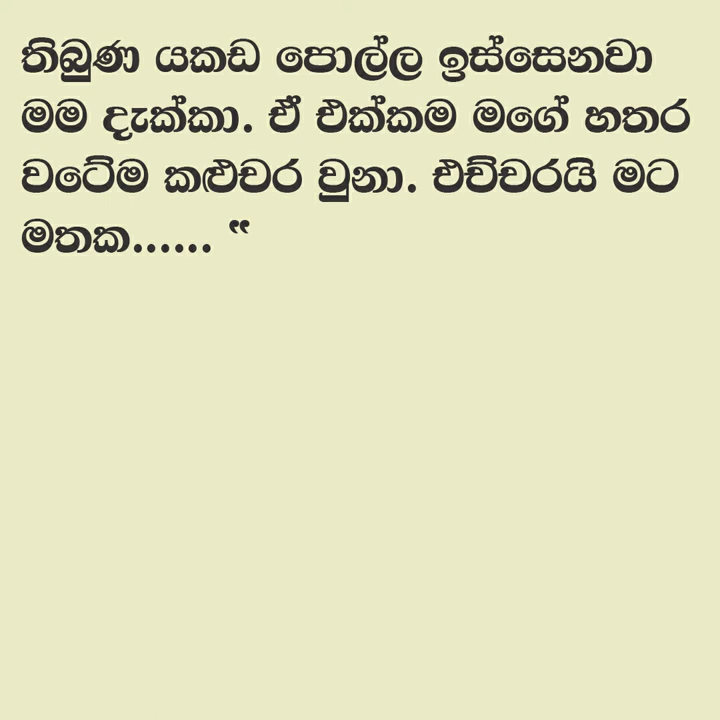 තිබුණ යකඩ පොල්ල ඉස්සෙනවා
මම දැක්කා. ඒ එක්කම මගේ හතර
වටේම කළුවර වුනා. එච්චරයි මට
මතක...... “